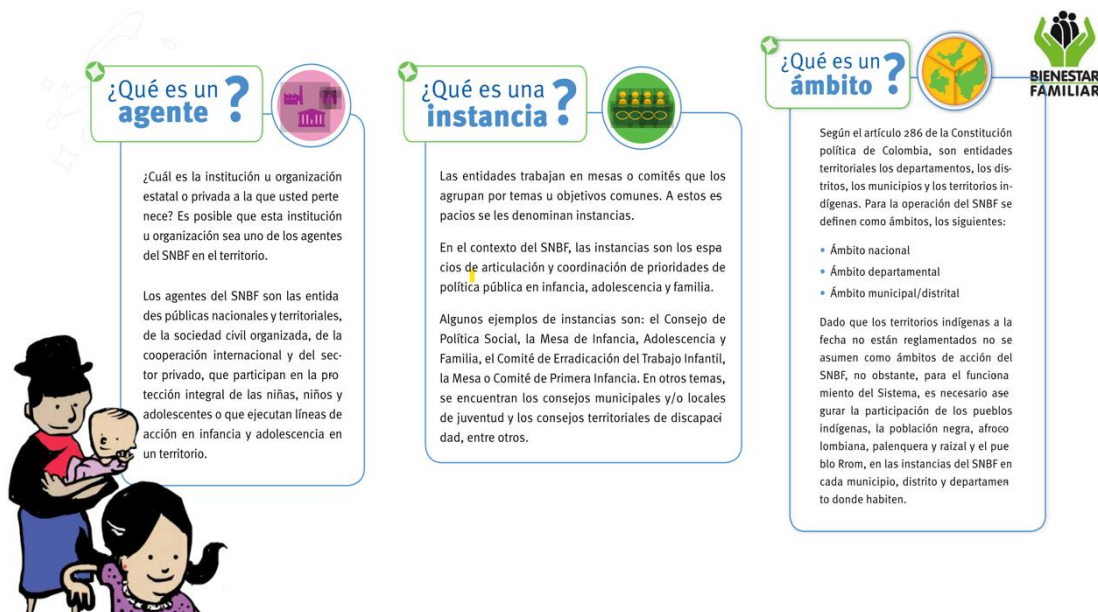 ¿Qué es un
agente ?
¿Cuál es la institución u organización
estatal o privada a la que usted perte
nece? Es posible que esta institución
u organización sea uno de los agentes
del SNBF en el territorio.
Los agentes del SNBF son las entida
des públicas nacionales y territoriales,
de la sociedad civil organizada, de la
cooperación internacional y del sec-
tor privado, que participan en la pro
tección integral de las niñas, niños y
adolescentes o que ejecutan líneas de
acción en infancia y adolescencia en
un territorio.
¿Qué es una
instancia ?
Las entidades trabajan en mesas o comités que los
agrupan por temas u objetivos comunes. A estos es
pacios se les denominan instancias.
En el contexto del SNBF, las instancias son los espa
cios de articulación y coordinación de prioridades de
política pública en infancia, adolescencia y familia.
Algunos ejemplos de instancias son: el Consejo de
Política Social, la Mesa de Infancia, Adolescencia y
Familia, el Comité de Erradicación del Trabajo Infantil,
la Mesa o Comité de Primera Infancia. En otros temas,
se encuentran los consejos municipales y/o locales
de juventud y los consejos territoriales de discapaci
dad, entre otros.
¿Qué es un
ámbito ?
Según el artículo 286 de la Constitución
política de Colombia, son entidades
territoriales los departamentos, los dis-
tritos, los municipios y los territorios in-
dígenas. Para la operación del SNBF se
definen como ámbitos, los siguientes:
• Ámbito nacional
• Ámbito departamental
• Ámbito municipal/distrital
Dado que los territorios indígenas a la
fecha no están reglamentados no se
asumen como ámbitos de acción del
SNBF, no obstante, para el funciona
miento del Sistema, es necesario ase
gurar la participación de los pueblos
indígenas, la población negra, afroco
lombiana, palenquera y raizal y el pue
blo Rrom, en las instancias del SNBF en
cada municipio, distrito y departamen
to donde habiten.
BIENESTAR
FAMILIAR